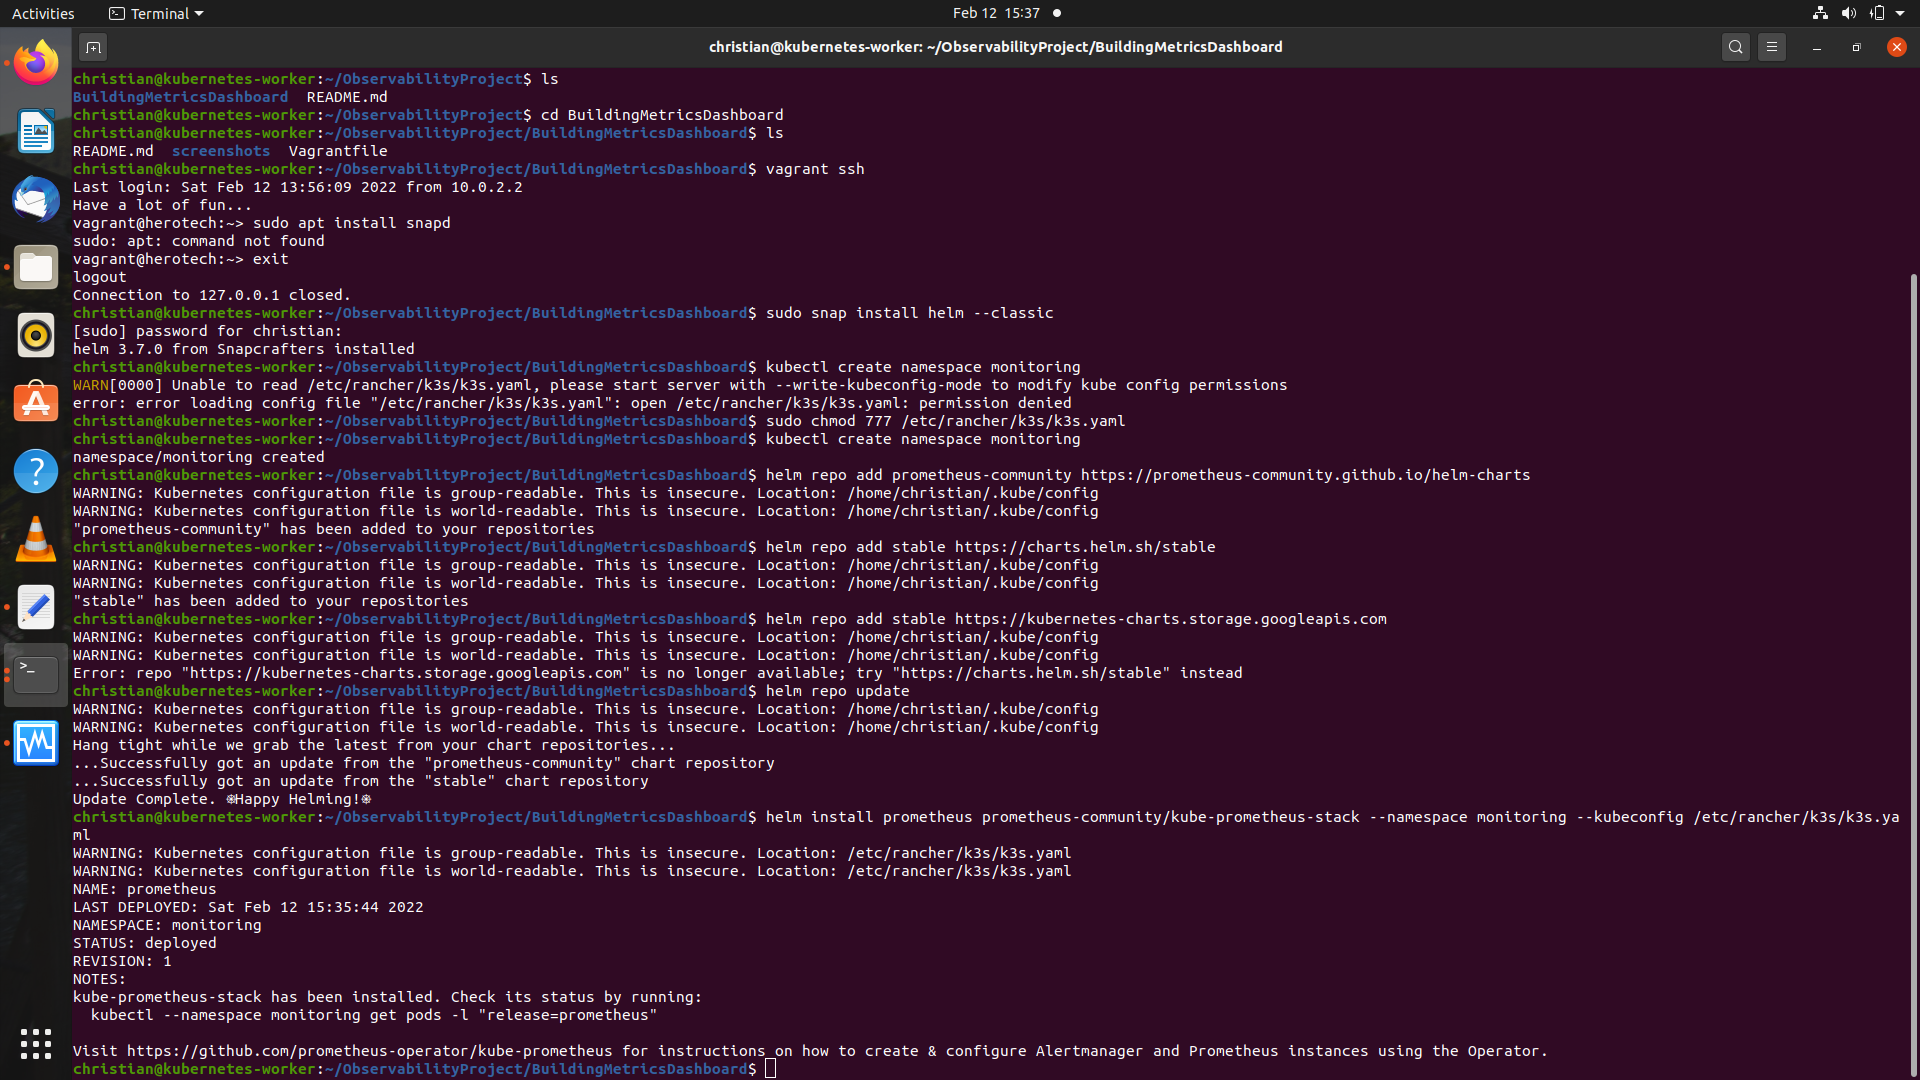 Activities
Terminal
Feb 12 15:37
christian@kubernetes-worker: ~/ObservabilityProject/BuildingMetricsDashboard
christian@kubernetes-worker:~/ObservabilityProject$ ls
BuildingMetricsDashboard  README.md
christian@kubernetes-worker:~/ObservabilityProject$ cd BuildingMetricsDashboard
christian@kubernetes-worker:~/ObservabilityProject/BuildingMetricsDashboard$ ls
README.md  screenshots  Vagrantfile
christian@kubernetes-worker:~/ObservabilityProject/BuildingMetricsDashboard$ vagrant ssh
Last login: Sat Feb 12 13:56:09 2022 from 10.0.2.2
Have a lot of fun...
vagrant@herotech:~> sudo apt install snapd
sudo: apt: command not found
vagrant@herotech:~> exit
logout
Connection to 127.0.0.1 closed.
christian@kubernetes-worker:~/ObservabilityProject/BuildingMetricsDashboard$ sudo snap install helm --classic
[sudo] password for christian:
helm 3.7.0 from Snapcrafters installed
christian@kubernetes-worker:~/ObservabilityProject/BuildingMetricsDashboard$ kubectl create namespace monitoring
WARN[0000] Unable to read /etc/rancher/k3s/k3s.yaml, please start server with --write-kubeconfig-mode to modify kube config permissions
error: error loading config file "/etc/rancher/k3s/k3s.yaml": open /etc/rancher/k3s/k3s.yaml: permission denied
christian@kubernetes-worker:~/ObservabilityProject/BuildingMetricsDashboard$ sudo chmod 777 /etc/rancher/k3s/k3s.yaml
christian@kubernetes-worker:~/ObservabilityProject/BuildingMetricsDashboard$ kubectl create namespace monitoring
namespace/monitoring created
christian@kubernetes-worker:~/ObservabilityProject/BuildingMetricsDashboard$ helm repo add prometheus-community https://prometheus-community.github.io/helm-charts
WARNING: Kubernetes configuration file is group-readable. This is insecure. Location: /home/christian/.kube/config
WARNING: Kubernetes configuration file is world-readable. This is insecure. Location: /home/christian/.kube/config
"prometheus-community" has been added to your repositories
christian@kubernetes-worker:~/ObservabilityProject/BuildingMetricsDashboard$ helm repo add stable https://charts.helm.sh/stable
WARNING: Kubernetes configuration file is group-readable. This is insecure. Location: /home/christian/.kube/config
WARNING: Kubernetes configuration file is world-readable. This is insecure. Location: /home/christian/.kube/config
"stable" has been added to your repositories
christian@kubernetes-worker:~/ObservabilityProject/BuildingMetricsDashboard$ helm repo add stable https://kubernetes-charts.storage.googleapis.com
WARNING: Kubernetes configuration file is group-readable. This is insecure. Location: /home/christian/.kube/config
WARNING: Kubernetes configuration file is world-readable. This is insecure. Location: /home/christian/.kube/config
Error: repo "https://kubernetes-charts.storage.googleapis.com" is no longer available; try "https://charts.helm.sh/stable" instead
christian@kubernetes-worker:~/ObservabilityProject/BuildingMetricsDashboard$ helm repo update
WARNING: Kubernetes configuration file is group-readable. This is insecure. Location: /home/christian/.kube/config
WARNING: Kubernetes configuration file is world-readable. This is insecure. Location: /home/christian/.kube/config
Hang tight while we grab the latest from your chart repositories...
...Successfully got an update from the "prometheus-community" chart repository
...Successfully got an update from the "stable" chart repository
Update Complete. ⎈Happy Helming!⎈
christian@kubernetes-worker:~/ObservabilityProject/BuildingMetricsDashboard$ helm install prometheus prometheus-community/kube-prometheus-stack --namespace monitoring --kubeconfig /etc/rancher/k3s/k3s.ya
ml
WARNING: Kubernetes configuration file is group-readable. This is insecure. Location: /etc/rancher/k3s/k3s.yaml
WARNING: Kubernetes configuration file is world-readable. This is insecure. Location: /etc/rancher/k3s/k3s.yaml
NAME: prometheus
LAST DEPLOYED: Sat Feb 12 15:35:44 2022
NAMESPACE: monitoring
STATUS: deployed
REVISION: 1
NOTES:
kube-prometheus-stack has been installed. Check its status by running:
  kubectl --namespace monitoring get pods -l "release=prometheus"
Visit https://github.com/prometheus-operator/kube-prometheus for instructions on how to create & configure Alertmanager and Prometheus instances using the Operator.
christian@kubernetes-worker:~/ObservabilityProject/BuildingMetricsDashboard$